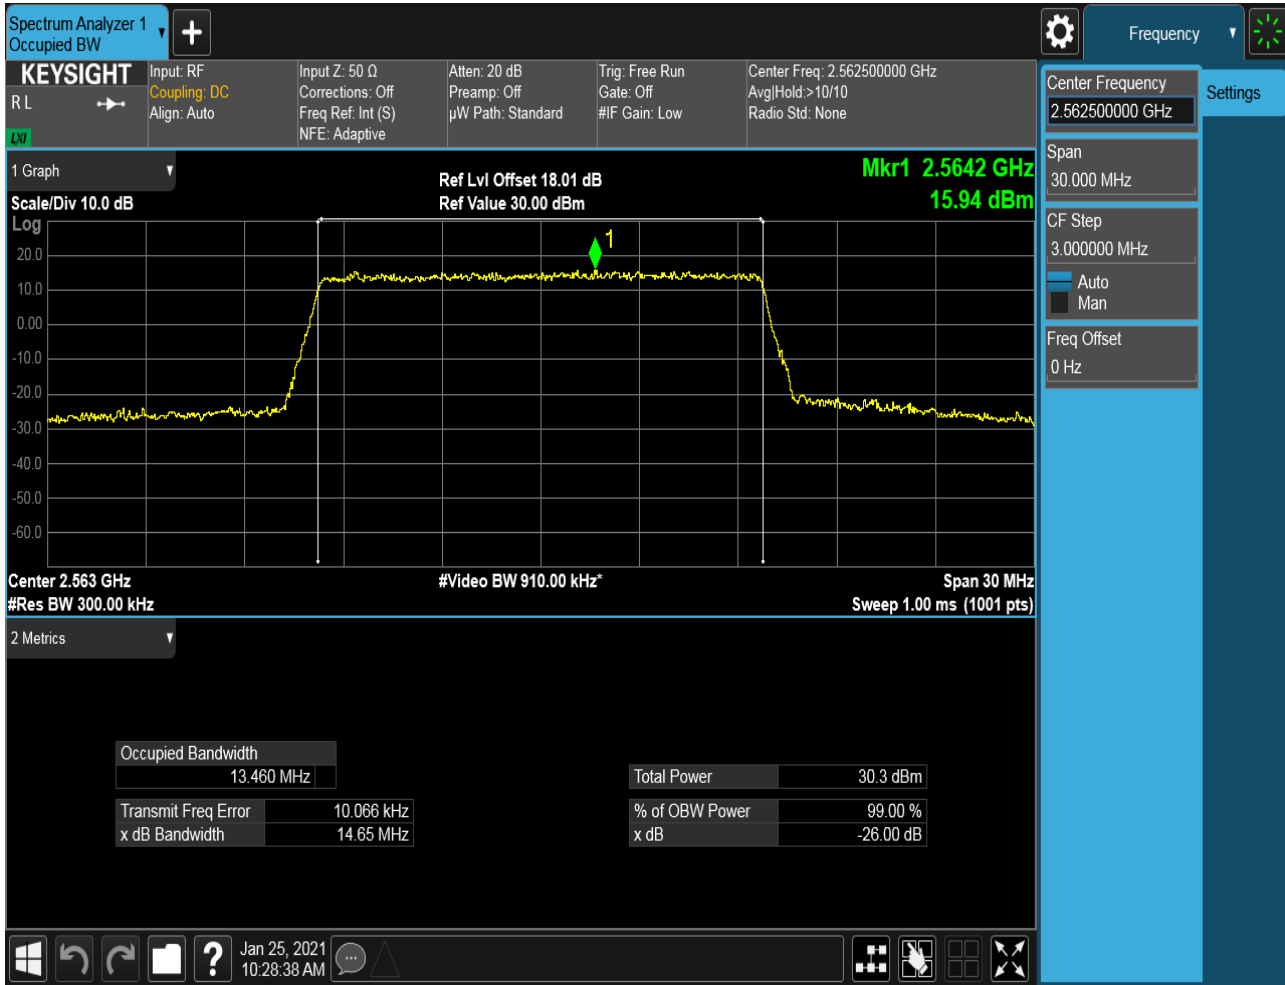 Spectrum Analyzer 1
Occupied BW
Frequency
KEYSIGHT
R L
LXI
Input: RF
Coupling: DC
Align: Auto
Input Z: 50 Ω
Corrections: Off
Freq Ref: Int (S)
NFE: Adaptive
Atten: 20 dB
Preamp: Off
µW Path: Standard
Trig: Free Run
Gate: Off
#IF Gain: Low
Center Freq: 2.562500000 GHz
Avg|Hold:>10/10
Radio Std: None
Center Frequency
2.562500000 GHz
Settings
Span
30.000 MHz
CF Step
3.000000 MHz
Auto
Man
Freq Offset
0 Hz
1 Graph
Scale/Div 10.0 dB
Ref Lvl Offset 18.01 dB
Ref Value 30.00 dBm
Mkr1 2.5642 GHz
15.94 dBm
Log
1
20.0
10.0
0.00
-10.0
-20.0
-30.0
-40.0
-50.0
-60.0
Center 2.563 GHz
#Video BW 910.00 kHz*
Span 30 MHz
#Res BW 300.00 kHz
Sweep 1.00 ms (1001 pts)
2 Metrics
Occupied Bandwidth
13.460 MHz
Total Power 30.3 dBm
Transmit Freq Error 10.066 kHz
% of OBW Power 99.00 %
x dB Bandwidth 14.65 MHz
x dB -26.00 dB
?
Jan 25, 2021
10:28:38 AM